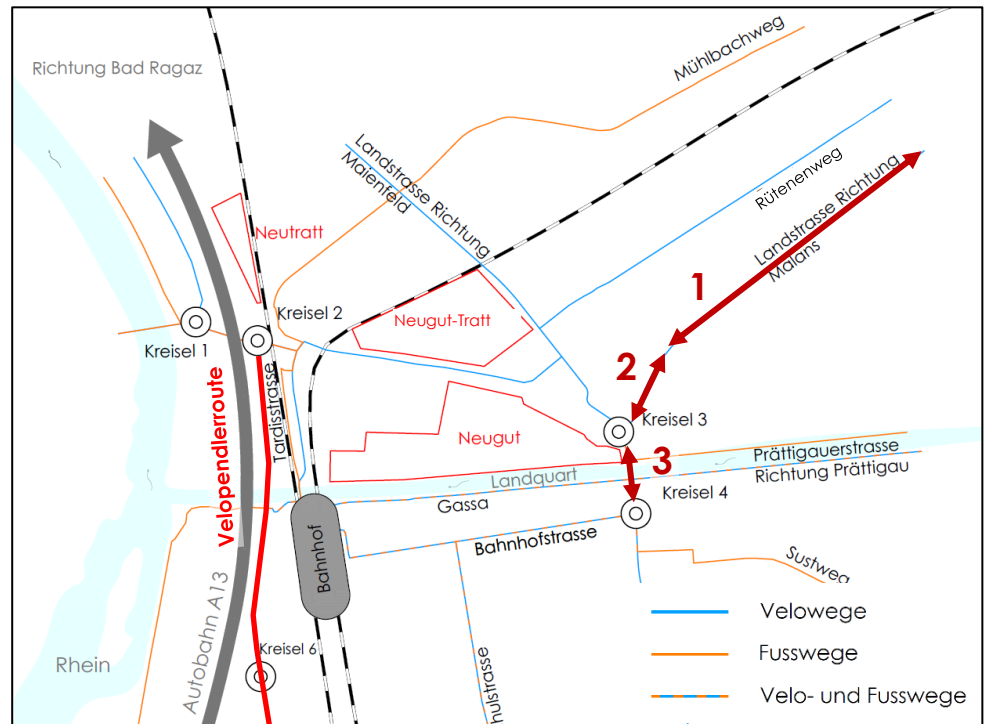 Richtung Bad Ragaz
Mühlbachweg
Landstrasse Richtung
Maienfeld
Rütenenweg
Landstrasse Richtung
Malans
1
Neutratt
Kreisel 2
Neugut-Tratt
Kreisel 1
2
Velopendlerroute
Tardisstrasse
Kreisel 3
Neugut
3
Prättigauerstrasse
Richtung Prättigau
Landquart
Kreisel 4
Gassa
Bahnhofstrasse
Bahnhof
Sustweg
Autobahn A13
Velowege
Kreisel 6
Fusswege
Rhein
hulstrasse
Velo- und Fusswege